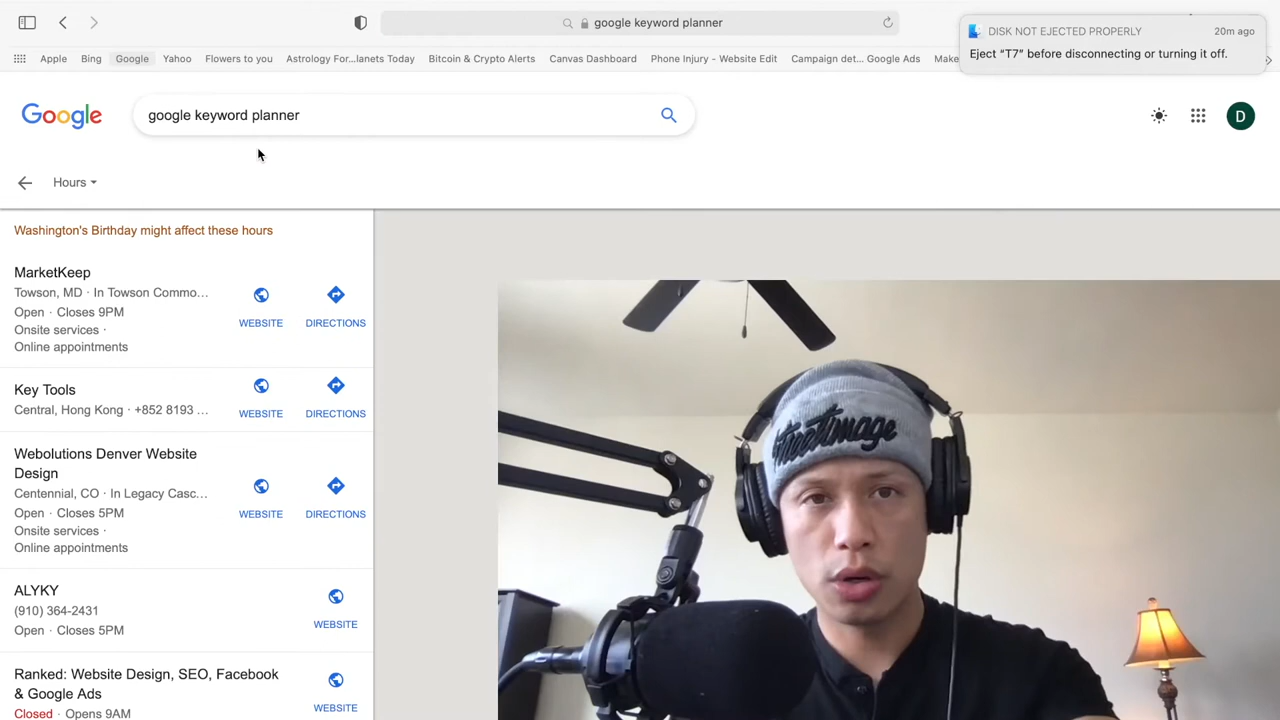 google keyword planner
DISK NOT EJECTED PROPERLY 20m ago
Eject “T7” before disconnecting or turning it off.
Apple Bing Google Yahoo Flowers to you Astrology For...lanets Today Bitcoin & Crypto Alerts Canvas Dashboard Phone Injury - Website Edit Campaign det... Google Ads Make
Google google keyword planner D
Hours
Washington's Birthday might affect these hours
MarketKeep
Towson, MD · In Towson Commo...
Open · Closes 9PM
Onsite services ·
Online appointments
WEBSITE DIRECTIONS
Key Tools
Central, Hong Kong · +852 8193 ...
WEBSITE DIRECTIONS
Webolutions Denver Website
Design
Centennial, CO · In Legacy Casc...
Open · Closes 5PM
Onsite services ·
Online appointments
WEBSITE DIRECTIONS
ALYKY
(910) 364-2431
Open · Closes 5PM
WEBSITE
Ranked: Website Design, SEO, Facebook
& Google Ads
Closed · Opens 9AM
WEBSITE